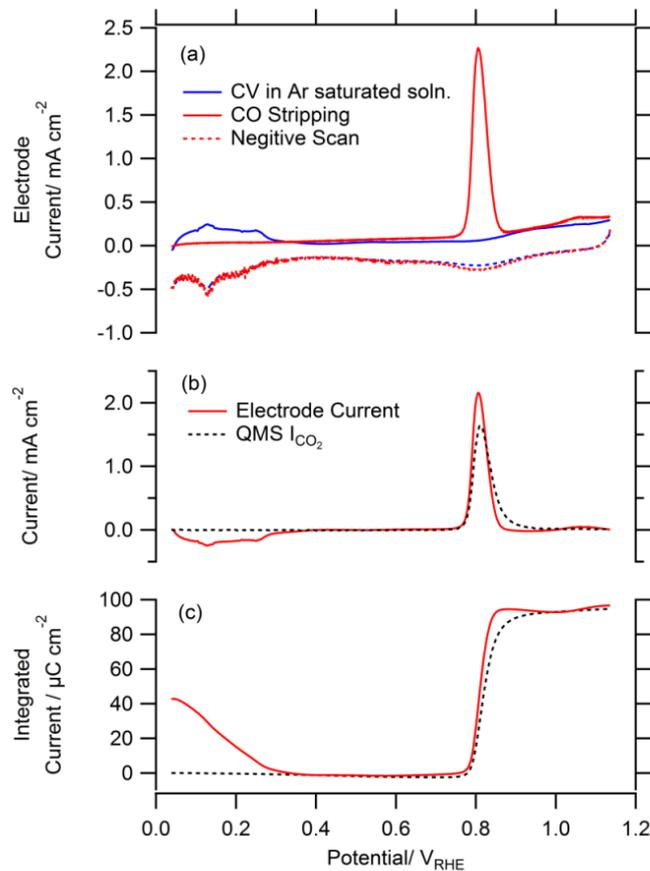 2.5
2.0
1.5
1.0
0.5
0.0
-0.5
-1.0
Electrode
Current/ mA cm-2
(a)
CV in Ar saturated soln.
CO Stripping
Negitive Scan
2.0
1.0
0.0
Current/ mA cm-2
(b)
Electrode Current
QMS ICO2
100
80
60
40
20
0
Integrated
Current / µC cm-2
(c)
0.0 0.2 0.4 0.6 0.8 1.0 1.2
Potential/ VRHE